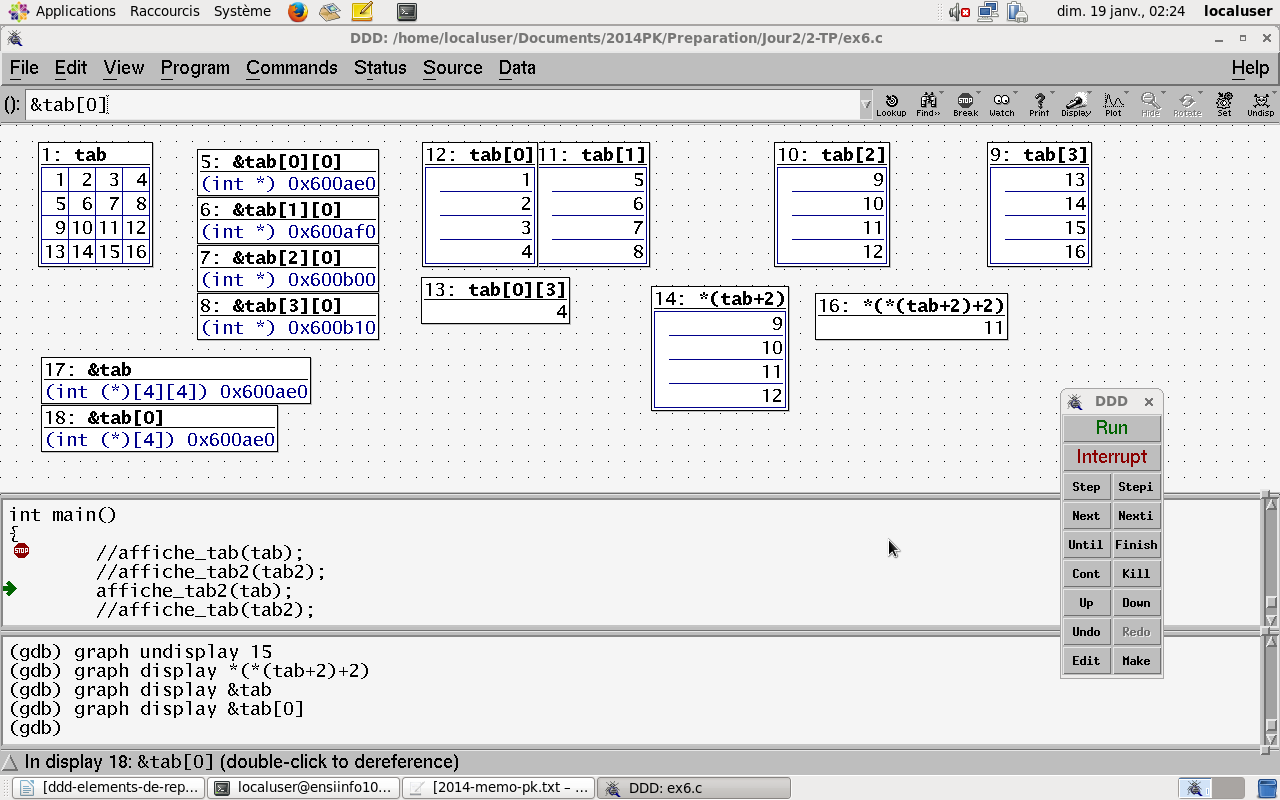 Applications Raccourcis Système dim. 19 janv., 02:24 localuser
DDD: /home/localuser/Documents/2014PK/Preparation/Jour2/2-TP/ex6.c
File Edit View Program Commands Status Source Data Help
(): &tab[0]
Lookup Find» Break Watch Print Display Plot Hide Rotate Set Undisp
STOP
1: tab
1 2 3 4
5 6 7 8
9 10 11 12
13 14 15 16
5: &tab[0][0]
(int *) 0x600ae0
6: &tab[1][0]
(int *) 0x600af0
7: &tab[2][0]
(int *) 0x600b00
8: &tab[3][0]
(int *) 0x600b10
12: tab[0]
1
2
3
4
11: tab[1]
5
6
7
8
10: tab[2]
9
10
11
12
9: tab[3]
13
14
15
16
13: tab[0][3]
4
14: *(tab+2)
9
10
11
12
16: *(*(tab+2)+2)
11
17: &tab
(int (*)[4][4]) 0x600ae0
18: &tab[0]
(int (*)[4]) 0x600ae0
DDD
Run
Interrupt
Step Stepi
Next Nexti
Until Finish
Cont Kill
Up Down
Undo Redo
Edit Make
int main()
{
STOP //affiche_tab(tab);
//affiche_tab2(tab2);
affiche_tab2(tab);
//affiche_tab(tab2);
(gdb) graph undisplay 15
(gdb) graph display *(*(tab+2)+2)
(gdb) graph display &tab
(gdb) graph display &tab[0]
(gdb)
In display 18: &tab[0] (double-click to dereference)
[ddd-elements-de-rep... localuser@ensiinfo10... [2014-memo-pk.txt – ... DDD: ex6.c